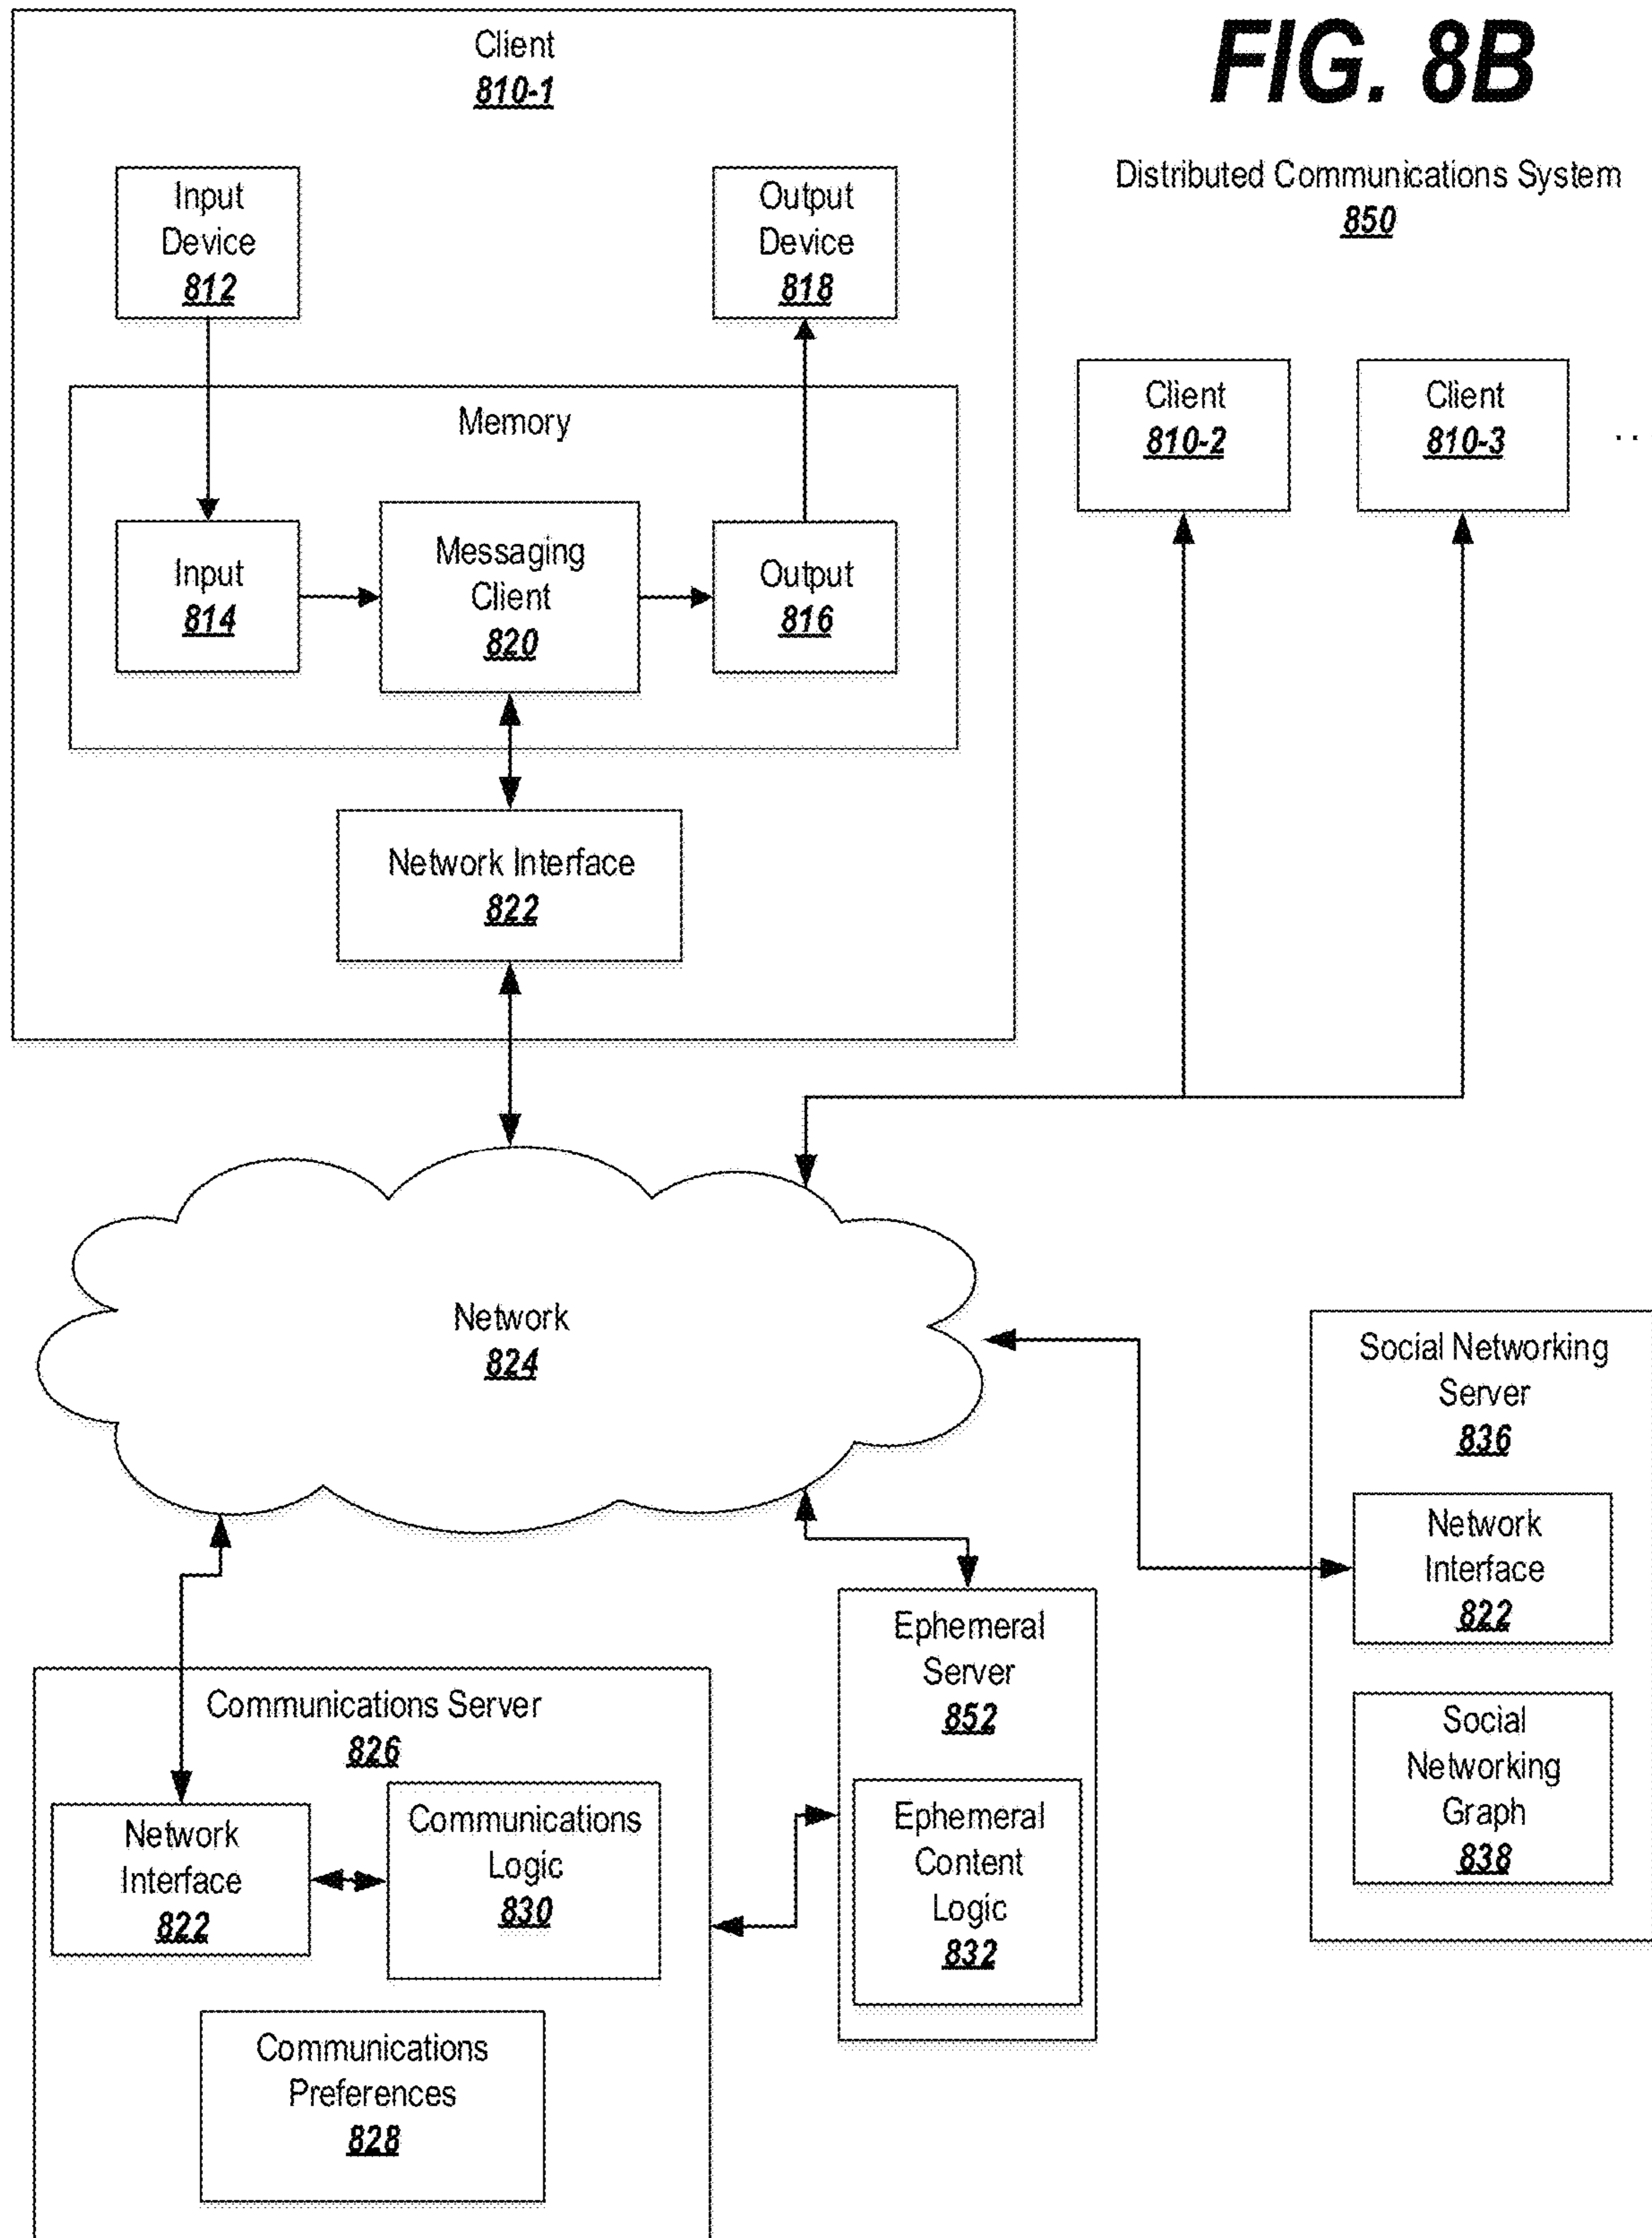 FIG. 8B
Distributed Communications System
850
Client
810-1
Input
Device
812
Output
Device
818
Memory
Input
814
Messaging
Client
820
Output
816
Network Interface
822
Client
810-2
Client
810-3
..
Network
824
Social Networking
Server
836
Network
Interface
822
Social
Networking
Graph
838
Ephemeral
Server
852
Ephemeral
Content
Logic
832
Communications Server
826
Network
Interface
822
Communications
Logic
830
Communications
Preferences
828